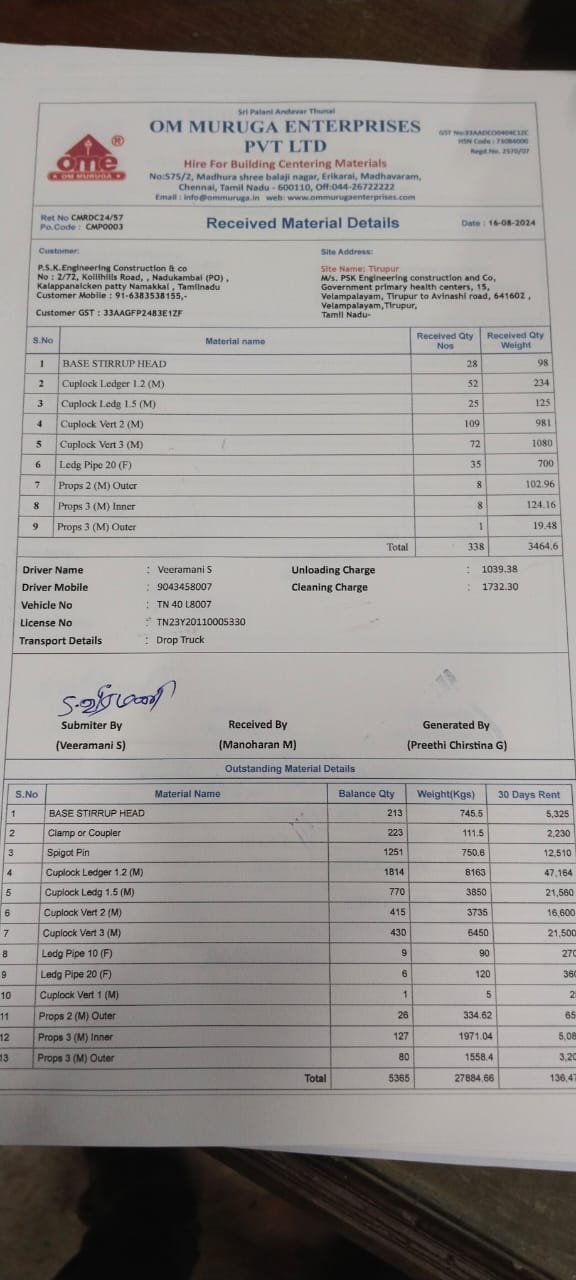 Sri Palani Andavar Thunai
OM MURUGA ENTERPRISES
PVT LTD
Hire For Building Centering Materials
No:575/2, Madhura shree balaji nagar, Erikarai, Madhavaram,
Chennai, Tamil Nadu - 600110, Off:044-26722222
Email : info@ommuruga.in web: www.ommurugaenterprises.com
ome ®
OM MURUGA
GST No:33AADCO0404C1ZC
HSN Code : 73084000
Regd.No. 2570/07
Ret No CMRDC24/57
Po.Code : CMP0003
Received Material Details
Date : 16-08-2024
Customer:
P.S.K.Engineering Construction & co
No : 2/72, Kollihills Road, , Nadukambai (PO) ,
Kalappanaicken patty Namakkal , Tamilnadu
Customer Mobile : 91-6383538155,-
Customer GST : 33AAGFP2483E1ZF
Site Address:
Site Name: Tirupur
M/s. PSK Engineering construction and Co,
Government primary health centers, 15,
Velampalayam, Tirupur to Avinashi road, 641602 ,
Velampalayam,Tirupur,
Tamil Nadu-
S.No Material name Received Qty Nos Received Qty Weight
1 BASE STIRRUP HEAD 28 98
2 Cuplock Ledger 1.2 (M) 52 234
3 Cuplock Ledg 1.5 (M) 25 125
4 Cuplock Vert 2 (M) 109 981
5 Cuplock Vert 3 (M) 72 1080
6 Ledg Pipe 20 (F) 35 700
7 Props 2 (M) Outer 8 102.96
8 Props 3 (M) Inner 8 124.16
9 Props 3 (M) Outer 1 19.48
Total 338 3464.6
Driver Name : Veeramani S Unloading Charge : 1039.38
Driver Mobile : 9043458007 Cleaning Charge : 1732.30
Vehicle No : TN 40 L8007
License No : TN23Y20110005330
Transport Details : Drop Truck
Submiter By Received By Generated By
(Veeramani S) (Manoharan M) (Preethi Chirstina G)
Outstanding Material Details
S.No Material Name Balance Qty Weight(Kgs) 30 Days Rent
1 BASE STIRRUP HEAD 213 745.5 5,325
2 Clamp or Coupler 223 111.5 2,230
3 Spigot Pin 1251 750.6 12,510
4 Cuplock Ledger 1.2 (M) 1814 8163 47,164
5 Cuplock Ledg 1.5 (M) 770 3850 21,560
6 Cuplock Vert 2 (M) 415 3735 16,600
7 Cuplock Vert 3 (M) 430 6450 21,500
8 Ledg Pipe 10 (F) 9 90 270
9 Ledg Pipe 20 (F) 6 120 360
10 Cuplock Vert 1 (M) 1 5 2
11 Props 2 (M) Outer 26 334.62 65
12 Props 3 (M) Inner 127 1971.04 5,08
13 Props 3 (M) Outer 80 1558.4 3,20
Total 5365 27884.66 136,47